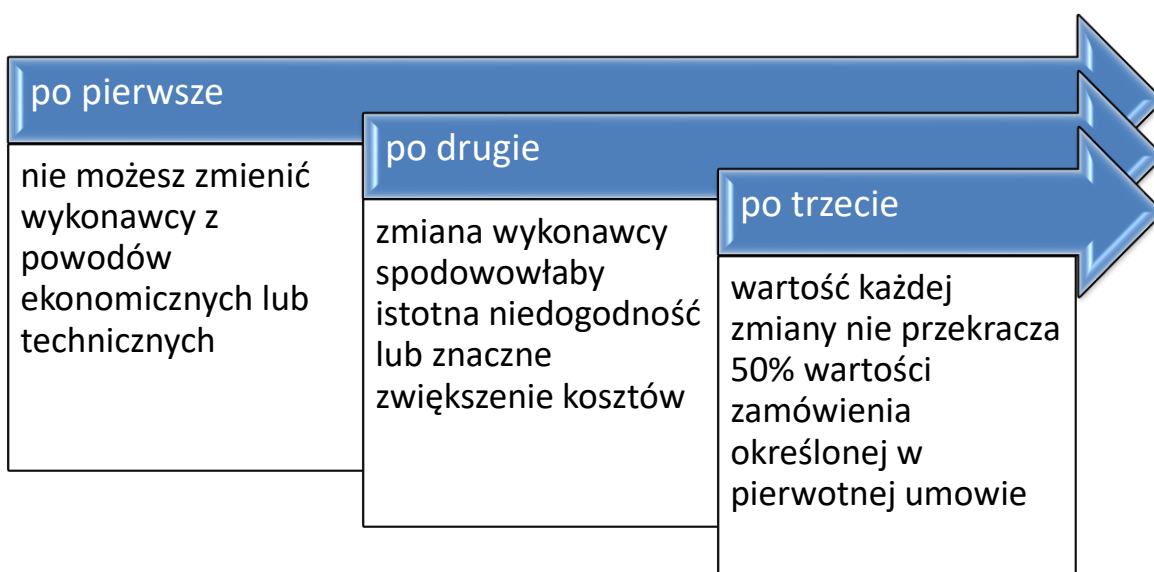 po pierwsze
nie możesz zmienić
wykonawcy z
powodów
ekonomicznych lub
technicznych
po drugie
zmiana wykonawcy
spodowowłaby
istotna niedogodność
lub znaczne
zwiększenie kosztów
po trzecie
wartość każdej
zmiany nie przekracza
50% wartości
zamówienia
określonej w
pierwotnej umowie